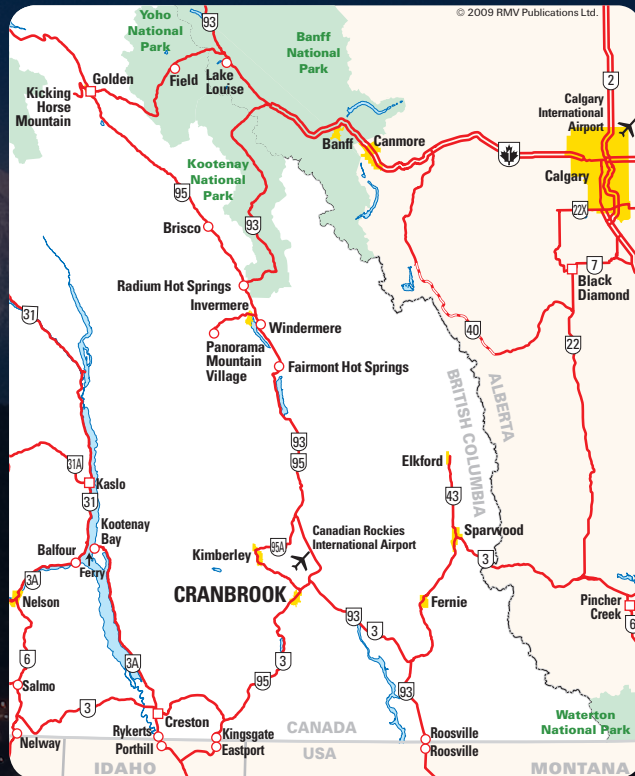 © 2009 RMV Publications Ltd.
Yoho
National
Park
93
Banff
National
Park
2
Golden
Field
Lake
Louise
Kicking
Horse
Mountain
Calgary
International
Airport
Banff
Canmore
Calgary
Kootenay
National
Park
95
93
22X
Brisco
7
Black
Diamond
Radium Hot Springs
Invermere
31
Windermere
40
22
Panorama
Mountain
Village
Fairmont Hot Springs
ALBERTA
BRITISH COLUMBIA
93
95
Elkford
31A
Kaslo
43
31
Kootenay
Bay
Canadian Rockies
International Airport
Sparwood
95A
Balfour
Ferry
Kimberley
3
3A
Nelson
CRANBROOK
Fernie
Pincher
Creek
93
3
6
6
3A
3
95
Salmo
93
3
Creston
Waterton
National Park
Nelway
Rykerts
Porthill
Kingsgate
Eastport
CANADA
USA
Roosville
Roosville
IDAHO
MONTANA